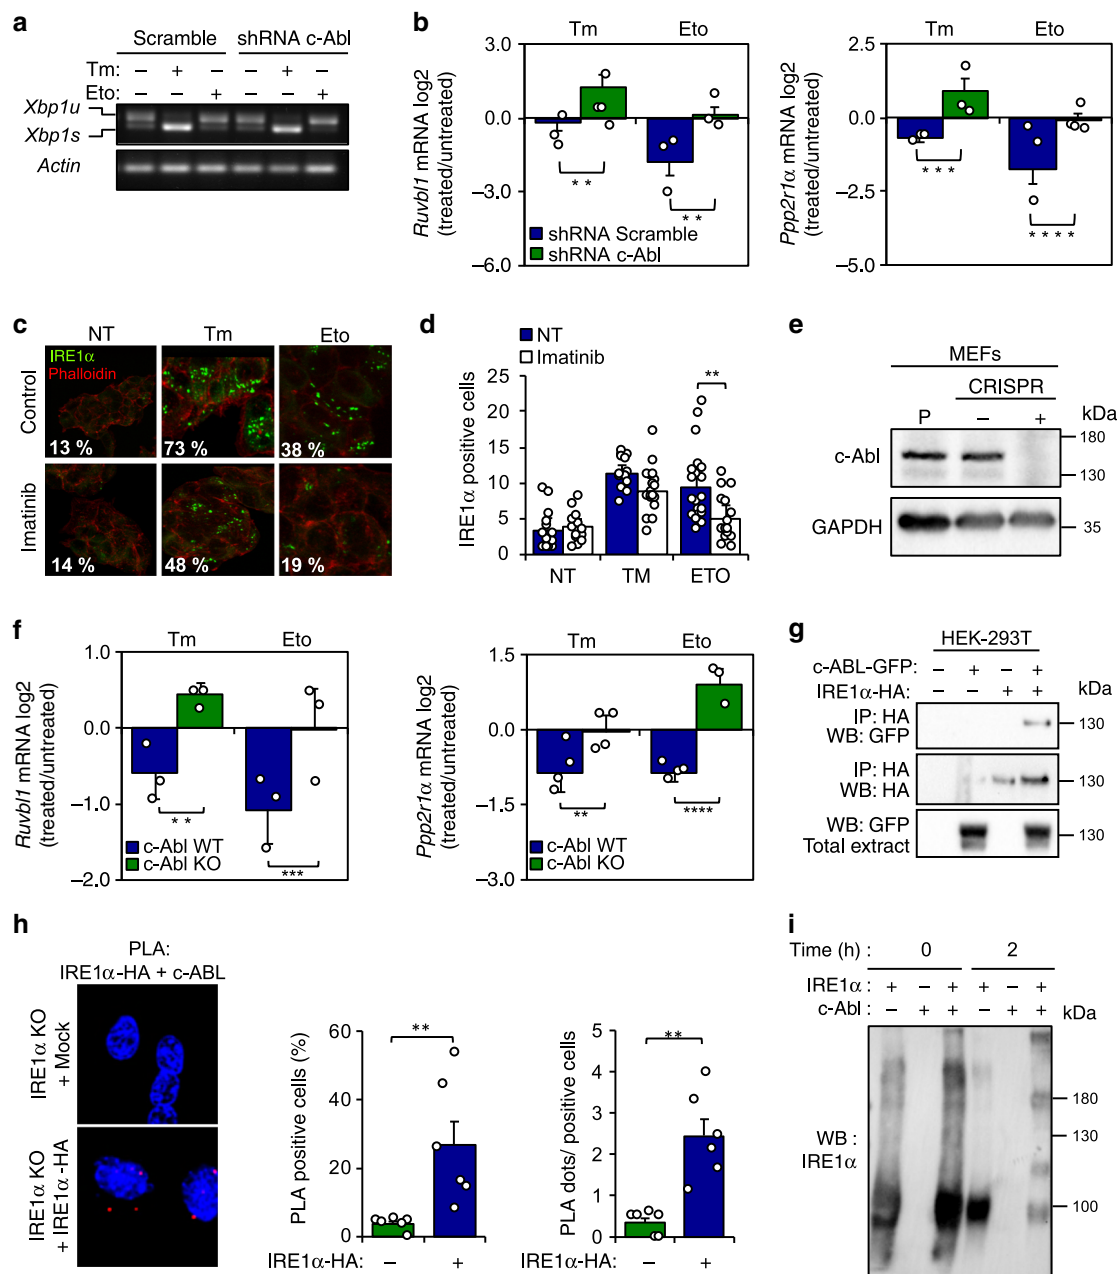 a
Scramble shRNA c-Abl
Tm: – + – – + –
Eto: – – + – – +
Xbp1u
Xbp1s
Actin
b
Tm Eto
3.0
0.0
–3.0
–6.0
Ruvbl1 mRNA log2
(treated/untreated)
* *
* *
shRNA Scramble
shRNA c-Abl
Tm Eto
2.5
0.0
–2.5
–5.0
Ppp2r1α mRNA log2
(treated/untreated)
* * *
* * * *
c
NT Tm Eto
Control
IRE1α
Phalloidin
13 % 73 % 38 %
Imatinib
14 % 48 % 19 %
d
NT
Imatinib
IRE1α positive cells
25
20
15
10
5
0
**
NT TM ETO
e
MEFs
CRISPR
P – + kDa
c-Abl
180
130
GAPDH
35
f
Tm Eto
1.0
0.0
–1.0
–2.0
Ruvbl1 mRNA log2
(treated/untreated)
* *
***
c-Abl WT
c-Abl KO
Tm Eto
1.5
0.0
–1.5
–3.0
Ppp2r1α mRNA log2
(treated/untreated)
**
****
c-Abl WT
c-Abl KO
g
HEK-293T
c-ABL-GFP: – + – +
IRE1α-HA: – – + + kDa
IP: HA
WB: GFP
130
IP: HA
WB: HA
130
WB: GFP
Total extract
130
h
PLA:
IRE1α-HA + c-ABL
IRE1α KO
+ Mock
IRE1α KO
+ IRE1α-HA
PLA positive cells (%)
60
40
20
0
**
IRE1α-HA: – +
PLA dots/ positive cells
5
4
3
2
1
0
**
IRE1α-HA: – +
i
Time (h) : 0 2
IRE1α : + – + + – +
c-Abl : – + + – + + kDa
180
130
100
WB :
IRE1α